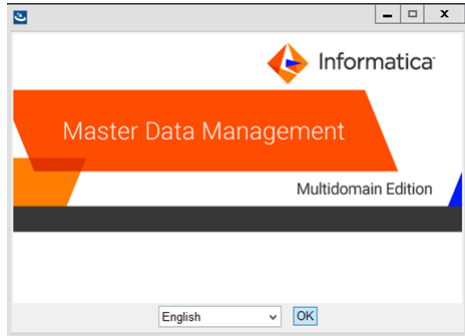 Informatica
Master Data Management
Multidomain Edition
English
OK